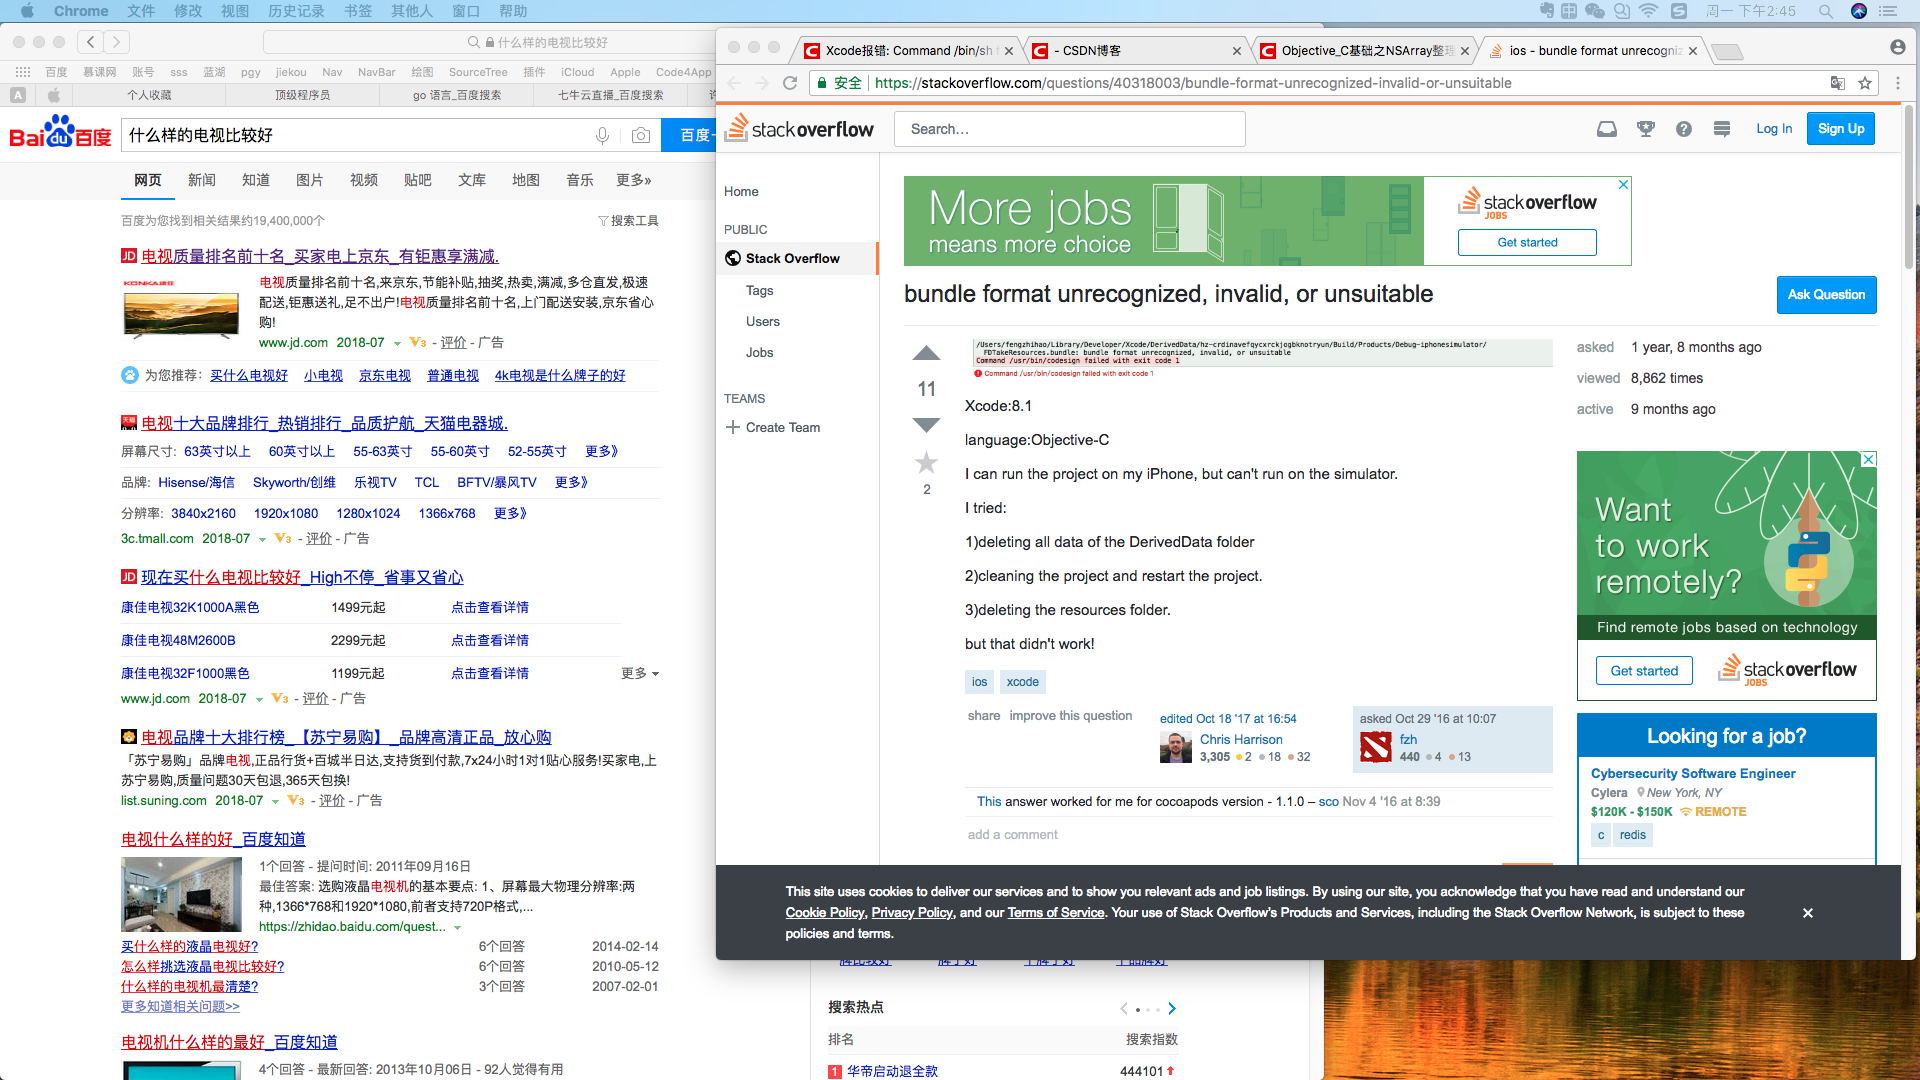 Chrome 文件 修改 视图 历史记录 书签 其他人 窗口 帮助
周一 下午2:45
什么样的电视比较好
百度 慕课网 账号 sss 蓝湖 pgy jiekou Nav NavBar 绘图 SourceTree 插件 iCloud Apple Code4App
个人收藏 顶级程序员 go 语言_百度搜索 七牛云直播_百度搜索
Bai du 百度
什么样的电视比较好
网页 新闻 知道 图片 视频 贴吧 文库 地图 音乐 更多»
百度为您找到相关结果约19,400,000个
搜索工具
JD 电视质量排名前十名_买家电上京东_有钜惠享满减.
电视质量排名前十名,来京东,节能补贴,抽奖,热卖,满减,多仓直发,极速
配送,钜惠送礼,足不出户!电视质量排名前十名,上门配送安装,京东省心
购!
www.jd.com 2018-07 V3 - 评价 - 广告
为您推荐: 买什么电视好 小电视 京东电视 普通电视 4k电视是什么牌子的好
电视十大品牌排行_热销排行_品质护航_天猫电器城.
屏幕尺寸: 63英寸以上 60英寸以上 55-63英寸 55-60英寸 52-55英寸 更多》
品牌: Hisense/海信 Skyworth/创维 乐视TV TCL BFTV/暴风TV 更多》
分辨率: 3840x2160 1920x1080 1280x1024 1366x768 更多》
3c.tmall.com 2018-07 V3 - 评价 - 广告
JD 现在买什么电视比较好_High不停_省事又省心
康佳电视32K1000A黑色 1499元起 点击查看详情
康佳电视48M2600B 2299元起 点击查看详情
康佳电视32F1000黑色 1199元起 点击查看详情 更多
www.jd.com 2018-07 V3 - 评价 - 广告
电视品牌十大排行榜_【苏宁易购】_品牌高清正品_放心购
「苏宁易购」品牌电视,正品行货+百城半日达,支持货到付款,7x24小时1对1贴心服务!买家电,上
苏宁易购,质量问题30天包退,365天包换!
list.suning.com 2018-07 V3 - 评价 - 广告
电视什么样的好_百度知道
1个回答 - 提问时间: 2011年09月16日
最佳答案: 选购液晶电视机的基本要点: 1、屏幕最大物理分辨率:两
种,1366*768和1920*1080,前者支持720P格式,...
https://zhidao.baidu.com/quest...
买什么样的液晶电视好? 6个回答 2014-02-14
怎么样挑选液晶电视比较好? 6个回答 2010-05-12
什么样的电视机最清楚? 3个回答 2007-02-01
更多知道相关问题>>
电视机什么样的最好_百度知道
4个回答 - 最新回答: 2013年10月06日 - 92人觉得有用
搜索热点
排名 搜索指数
1 华帝启动退全款 444101
Xcode报错: Command /bin/sh
- CSDN博客
Objective_C基础之NSArray整理
ios - bundle format unrecogniz
安全 https://stackoverflow.com/questions/40318003/bundle-format-unrecognized-invalid-or-unsuitable
stackoverflow Search... Log In Sign Up
Home
PUBLIC
Stack Overflow
Tags
Users
Jobs
TEAMS
Create Team
More jobs
means more choice
stackoverflow
JOBS
Get started
bundle format unrecognized, invalid, or unsuitable
Ask Question
/Users/fengzhihao/Library/Developer/Xcode/DerivedData/hz-crdinavefqycxrckjogbknotryun/Build/Products/Debug-iphonesimulator/
FDTakeResources.bundle: bundle format unrecognized, invalid, or unsuitable
Command /usr/bin/codesign failed with exit code 1
Command /usr/bin/codesign failed with exit code 1
11
2
Xcode:8.1
language:Objective-C
I can run the project on my iPhone, but can't run on the simulator.
I tried:
1)deleting all data of the DerivedData folder
2)cleaning the project and restart the project.
3)deleting the resources folder.
but that didn't work!
ios xcode
share improve this question
edited Oct 18 '17 at 16:54
Chris Harrison
3,305 2 18 32
asked Oct 29 '16 at 10:07
fzh
440 4 13
This answer worked for me for cocoapods version - 1.1.0 – sco Nov 4 '16 at 8:39
add a comment
asked 1 year, 8 months ago
viewed 8,862 times
active 9 months ago
Want
to work
remotely?
Find remote jobs based on technology
Get started
stackoverflow
JOBS
Looking for a job?
Cybersecurity Software Engineer
Cylera New York, NY
$120K - $150K REMOTE
c redis
This site uses cookies to deliver our services and to show you relevant ads and job listings. By using our site, you acknowledge that you have read and understand our
Cookie Policy, Privacy Policy, and our Terms of Service. Your use of Stack Overflow's Products and Services, including the Stack Overflow Network, is subject to these
policies and terms.